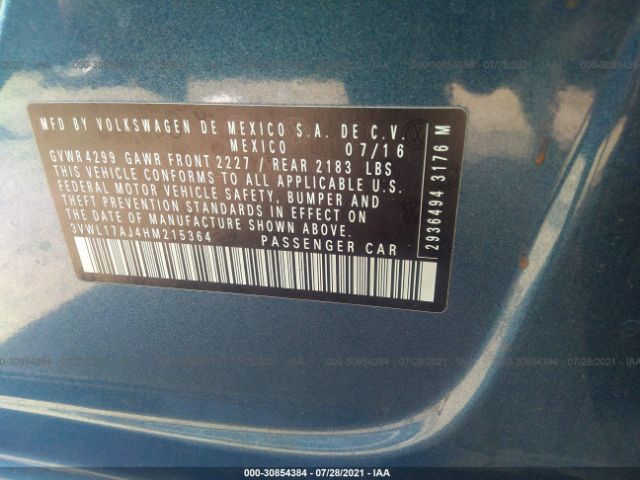 MFD BY VOLKSWAGEN DE MEXICO S.A. DE C.V.
MEXICO 07/16
GVWR 4299 GAWR FRONT 2227 / REAR 2183 LBS
THIS VEHICLE CONFORMS TO ALL APPLICABLE U.S.
FEDERAL MOTOR VEHICLE SAFETY, BUMPER AND
THEFT PREVENTION STANDARDS IN EFFECT ON
THE DATE OF MANUFACTURE SHOWN ABOVE.
3VWL17AJ4HM215364 PASSENGER CAR
2936494 3176 M
000-30854384 | 07/28/2021 | IAA